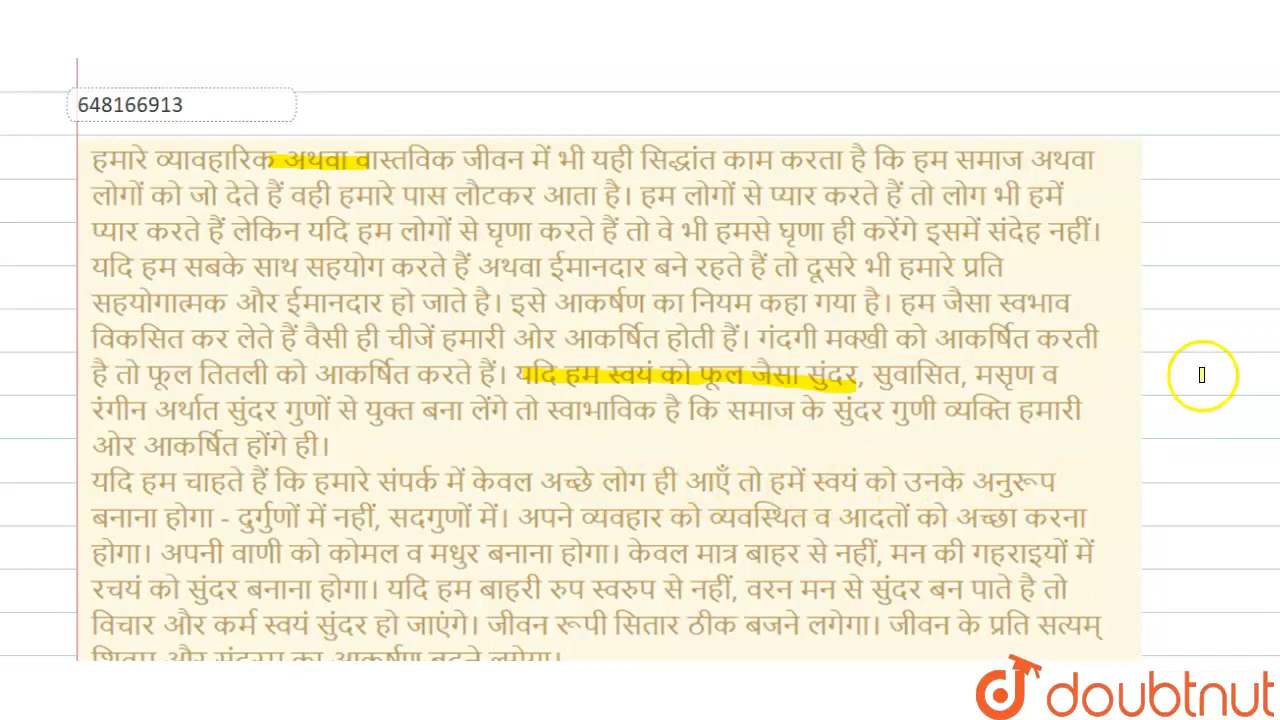 648166913
हमारे व्यावहारिक अथवा वास्तविक जीवन में भी यही सिद्धांत काम करता है कि हम समाज अथवा
लोगों को जो देते हैं वही हमारे पास लौटकर आता है। हम लोगों से प्यार करते हैं तो लोग भी हमें
प्यार करते हैं लेकिन यदि हम लोगों से घृणा करते हैं तो वे भी हमसे घृणा ही करेंगे इसमें संदेह नहीं।
यदि हम सबके साथ सहयोग करते हैं अथवा ईमानदार बने रहते हैं तो दूसरे भी हमारे प्रति
सहयोगात्मक और ईमानदार हो जाते है। इसे आकर्षण का नियम कहा गया है। हम जैसा स्वभाव
विकसित कर लेते हैं वैसी ही चीजें हमारी ओर आकर्षित होती हैं। गंदगी मक्खी को आकर्षित करती
है तो फूल तितली को आकर्षित करते हैं। यदि हम स्वयं को फूल जैसा सुंदर, सुवासित, मसृण व
रंगीन अर्थात सुंदर गुणों से युक्त बना लेंगे तो स्वाभाविक है कि समाज के सुंदर गुणी व्यक्ति हमारी
ओर आकर्षित होंगे ही।
यदि हम चाहते हैं कि हमारे संपर्क में केवल अच्छे लोग ही आएँ तो हमें स्वयं को उनके अनुरूप
बनाना होगा - दुर्गुणों में नहीं, सदगुणों में। अपने व्यवहार को व्यवस्थित व आदतों को अच्छा करना
होगा। अपनी वाणी को कोमल व मधुर बनाना होगा। केवल मात्र बाहर से नहीं, मन की गहराइयों में
रचयं को सुंदर बनाना होगा। यदि हम बाहरी रुप स्वरुप से नहीं, वरन मन से सुंदर बन पाते है तो
विचार और कर्म स्वयं सुंदर हो जाएंगे। जीवन रूपी सितार ठीक बजने लगेगा। जीवन के प्रति सत्यम्
शिवम और सुंदरम का आकर्षण बढ़ने लगेगा।
doubtnut